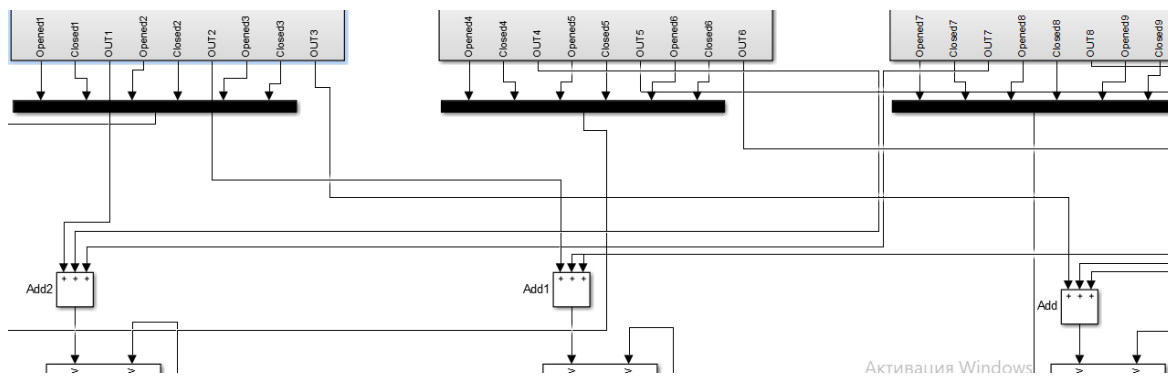 Opened1
Closed1
OUT1
Opened2
Closed2
OUT2
Opened3
Closed3
OUT3
Opened4
Closed4
OUT4
Opened5
Closed5
OUT5
Opened6
Closed6
OUT6
Opened7
Closed7
OUT7
Opened8
Closed8
OUT8
Opened9
Closed9
Add2
+ + +
Add1
+ + +
Add
+ + +
Активация Windows